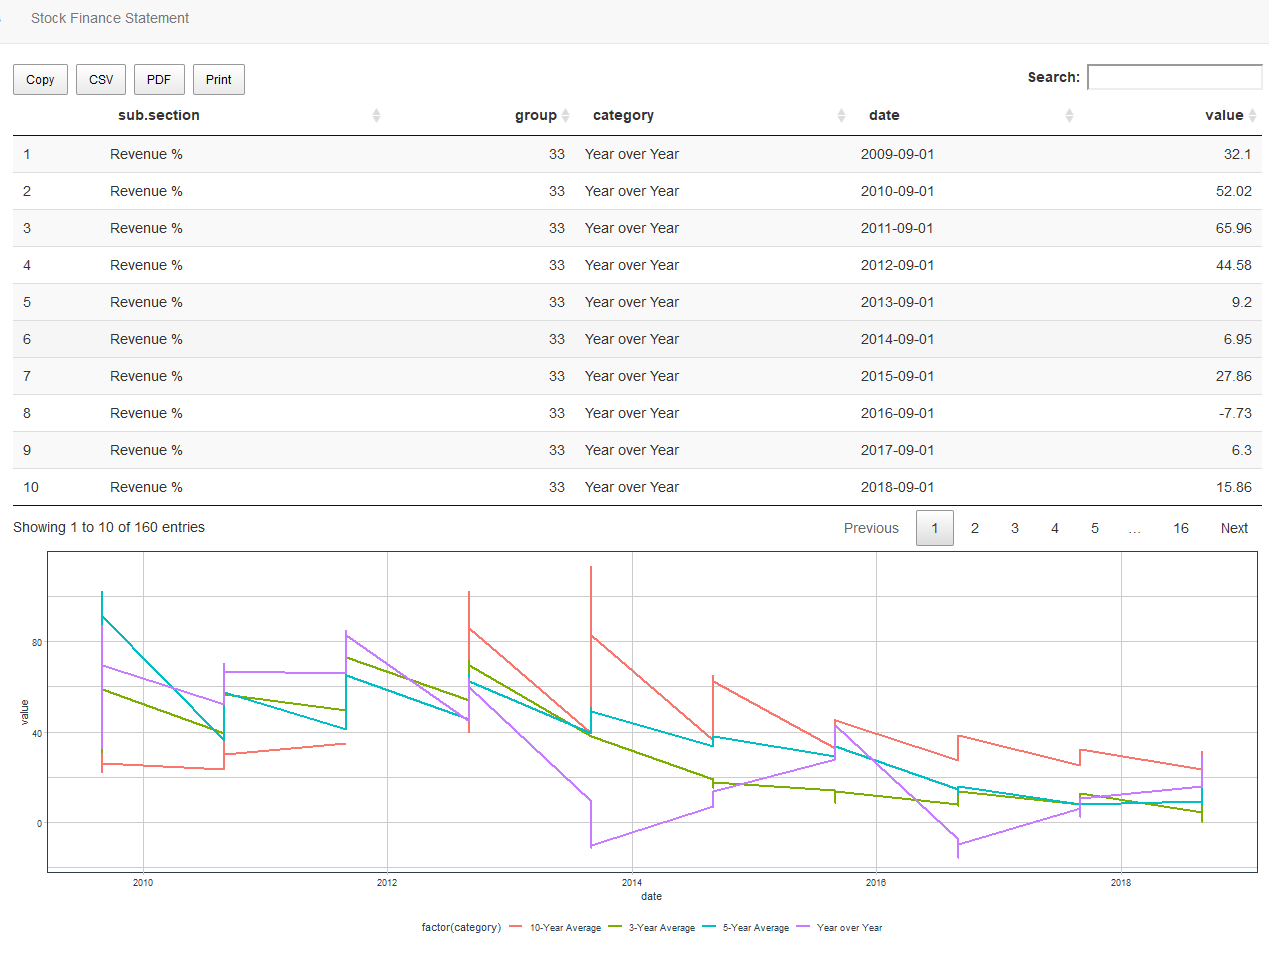 Stock Finance Statement
Copy CSV PDF Print Search:
sub.section group category date value
1 Revenue % 33 Year over Year 2009-09-01 32.1
2 Revenue % 33 Year over Year 2010-09-01 52.02
3 Revenue % 33 Year over Year 2011-09-01 65.96
4 Revenue % 33 Year over Year 2012-09-01 44.58
5 Revenue % 33 Year over Year 2013-09-01 9.2
6 Revenue % 33 Year over Year 2014-09-01 6.95
7 Revenue % 33 Year over Year 2015-09-01 27.86
8 Revenue % 33 Year over Year 2016-09-01 -7.73
9 Revenue % 33 Year over Year 2017-09-01 6.3
10 Revenue % 33 Year over Year 2018-09-01 15.86
Showing 1 to 10 of 160 entries Previous 1 2 3 4 5 … 16 Next
80
value
40
0
2010 2012 2014 2016 2018
date
factor(category) 10-Year Average 3-Year Average 5-Year Average Year over Year